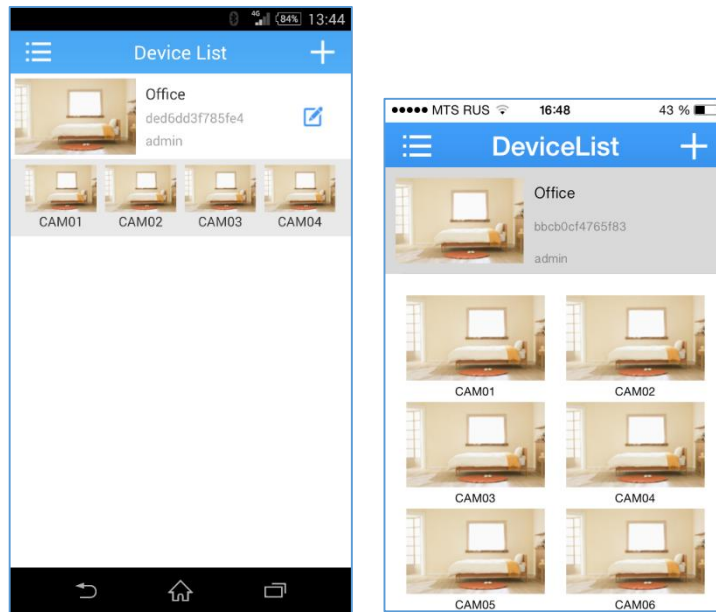 4G 84% 13:44
Device List
Office
ded6dd3f785fe4
admin
CAM01 CAM02 CAM03 CAM04
MTS RUS 16:48 43 %
DeviceList
Office
bbcb0cf4765f83
admin
CAM01 CAM02
CAM03 CAM04
CAM05 CAM06